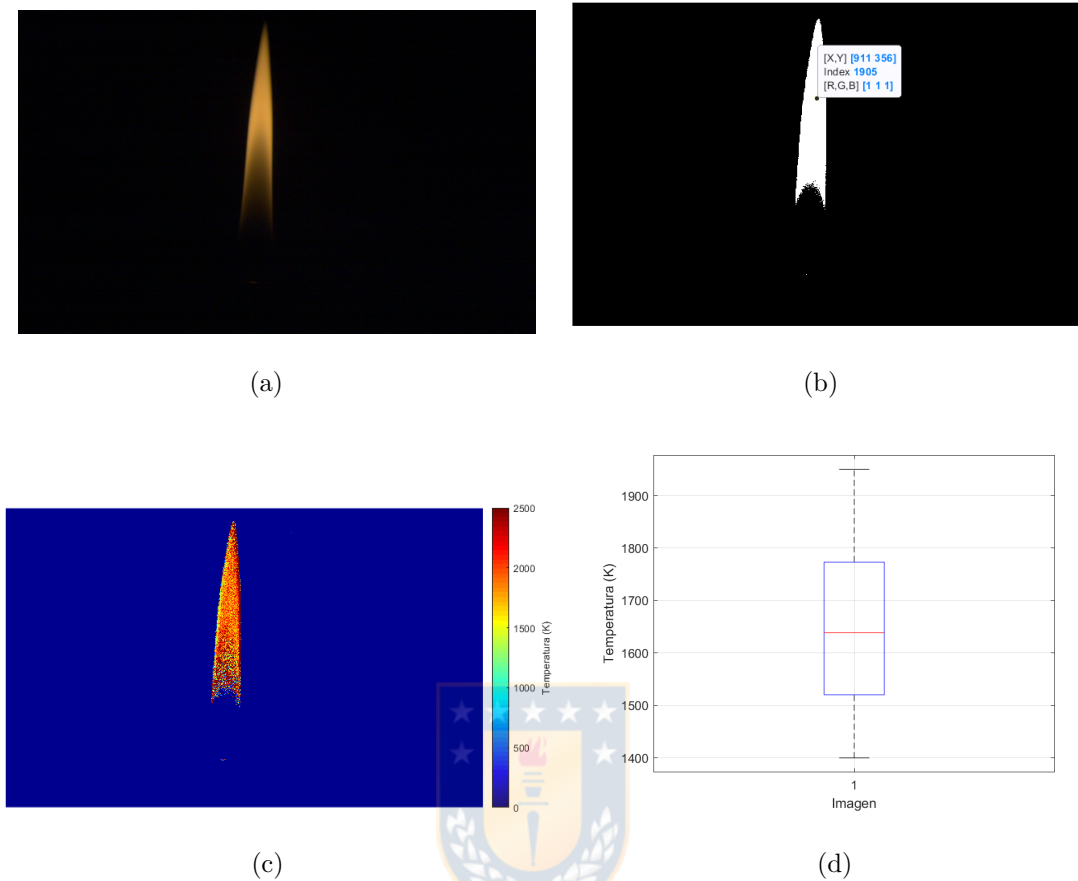 [X,Y] [911 356]
Index 1905
[R,G,B] [1 1 1]
(a)
(b)
2500
2000
1500
1000
500
0
Temperatura (K)
(c)
1900
1800
1700
1600
1500
1400
Temperatura (K)
1
Imagen
(d)